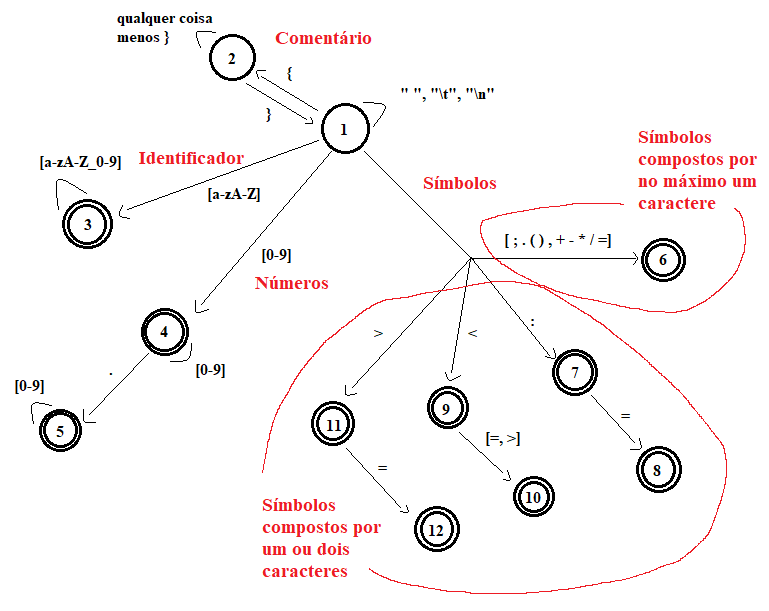 qualquer coisa
menos }
Comentário
2
{
}
" ", "\t", "\n"
1
[a-zA-Z_0-9]
Identificador
[a-zA-Z]
3
Símbolos
Símbolos
compostos por
no máximo um
caractere
[ ; . ( ) , + - * / =]
6
[0-9]
Números
4
[0-9]
.
[0-9]
5
>
<
:
7
11
9
=
[=, >]
=
8
10
12
Símbolos
compostos por
um ou dois
caracteres